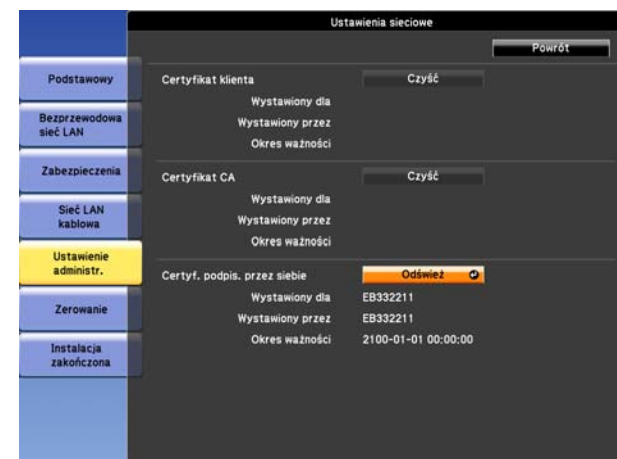 Ustawienia sieciowe
Powrót
Podstawowy
Bezprzewodowa
sieć LAN
Zabezpieczenia
Sieć LAN
kablowa
Ustawienie
administr.
Zerowanie
Instalacja
zakończona
Certyfikat klienta Czyść
Wystawiony dla
Wystawiony przez
Okres ważności
Certyfikat CA Czyść
Wystawiony dla
Wystawiony przez
Okres ważności
Certyf. podpis. przez siebie Odśwież
Wystawiony dla EB332211
Wystawiony przez EB332211
Okres ważności 2100-01-01 00:00:00